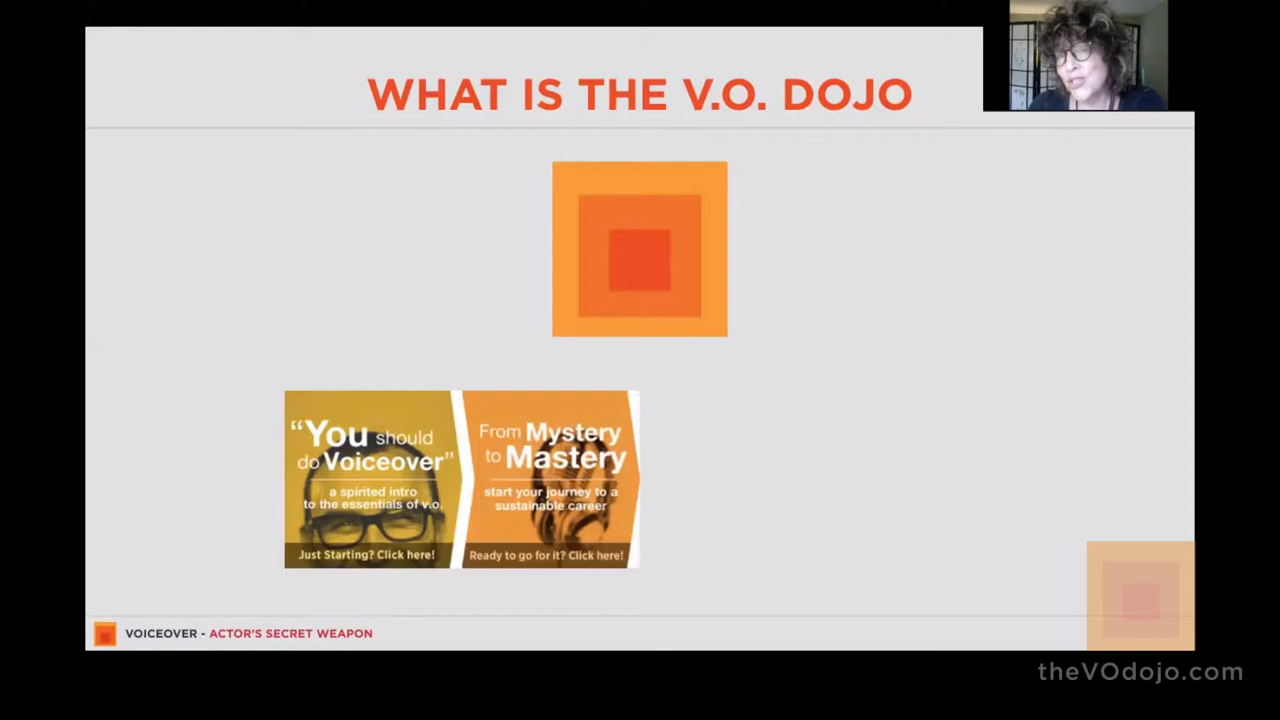 WHAT IS THE V.O. DOJO
“You should
do Voiceover”
a spirited intro
to the essentials of v.o.
Just Starting? Click here!
From Mystery
to Mastery
start your journey to a
sustainable career
Ready to go for it? Click here!
VOICEOVER - ACTOR'S SECRET WEAPON
theVOdojo.com